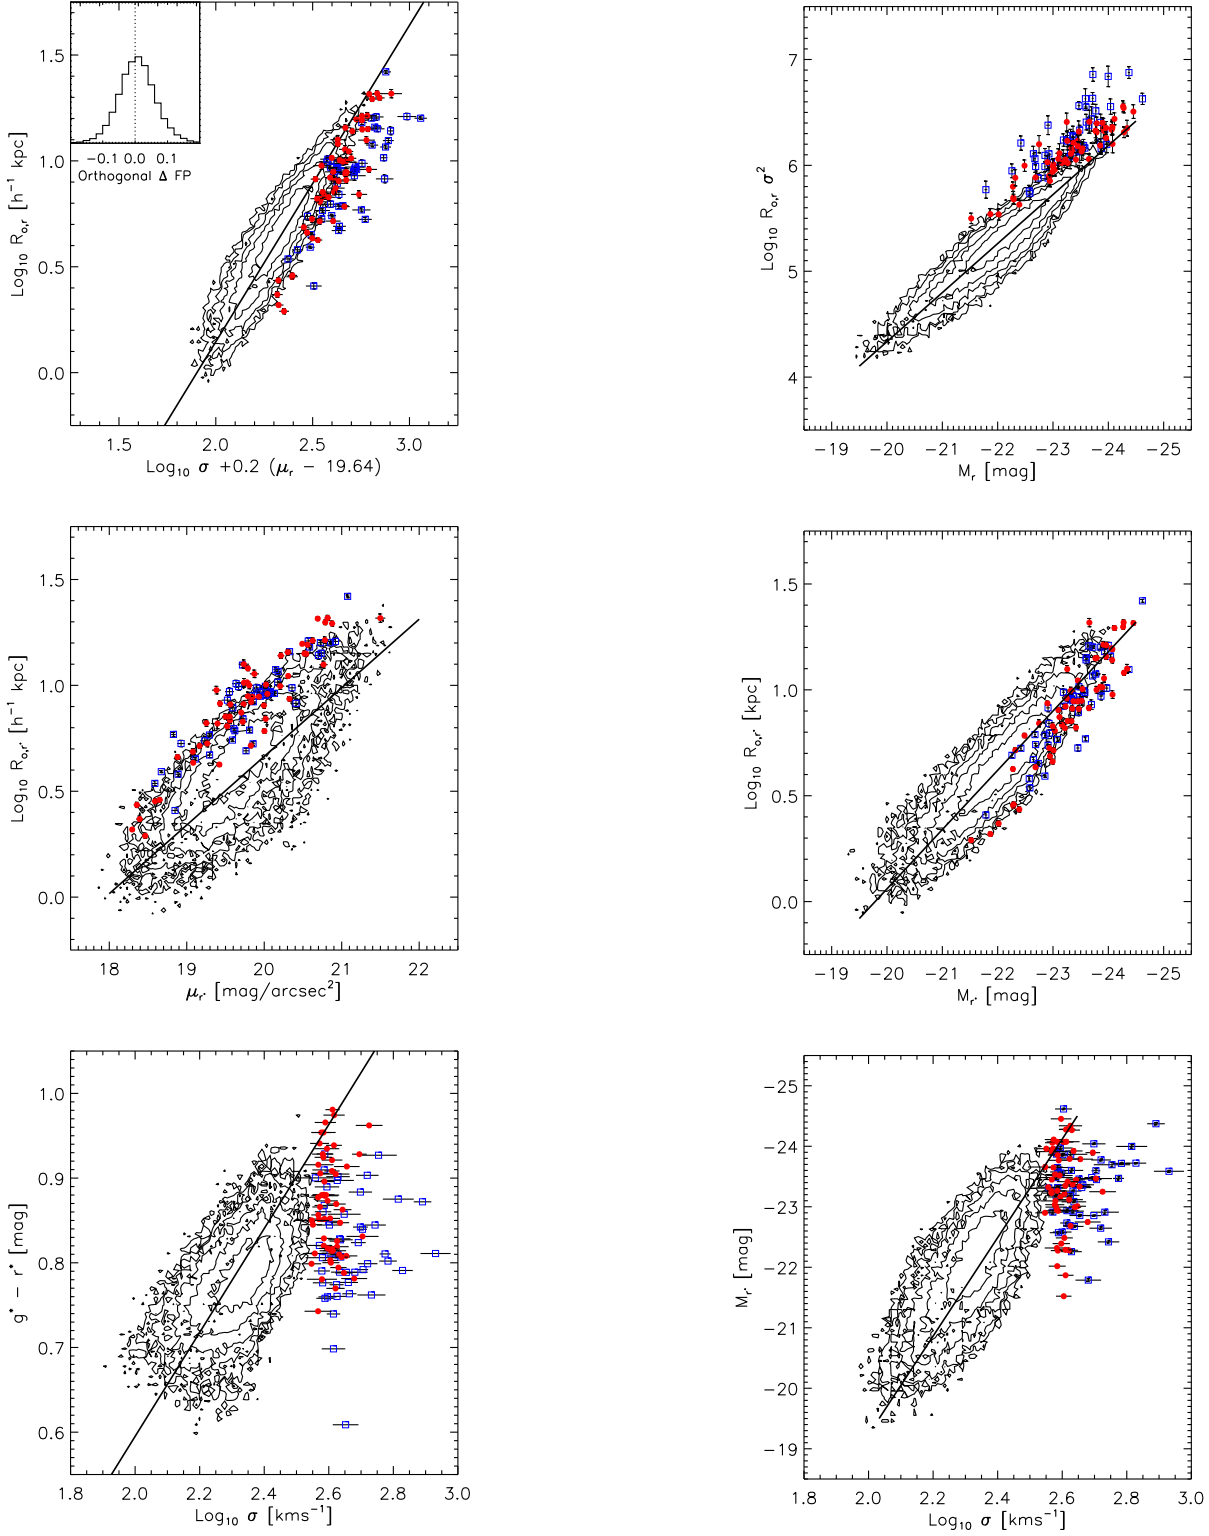 1.5
1.0
0.5
0.0
Log₁₀ R₀,ᵣ [h⁻¹ kpc]
−0.1 0.0 0.1
Orthogonal Δ FP
1.5 2.0 2.5 3.0
Log₁₀ σ +0.2 (μᵣ − 19.64)
7
6
5
4
Log₁₀ R₀,ᵣ σ²
−19 −20 −21 −22 −23 −24 −25
Mᵣ [mag]
1.5
1.0
0.5
0.0
Log₁₀ R₀,ᵣ* [h⁻¹ kpc]
18 19 20 21 22
μᵣ* [mag/arcsec²]
1.5
1.0
0.5
0.0
Log₁₀ R₀,ᵣ* [kpc]
−19 −20 −21 −22 −23 −24 −25
Mᵣ* [mag]
1.0
0.9
0.8
0.7
0.6
g* − r* [mag]
1.8 2.0 2.2 2.4 2.6 2.8 3.0
Log₁₀ σ [kms⁻¹]
−25
−24
−23
−22
−21
−20
−19
Mᵣ* [mag]
1.8 2.0 2.2 2.4 2.6 2.8 3.0
Log₁₀ σ [kms⁻¹]